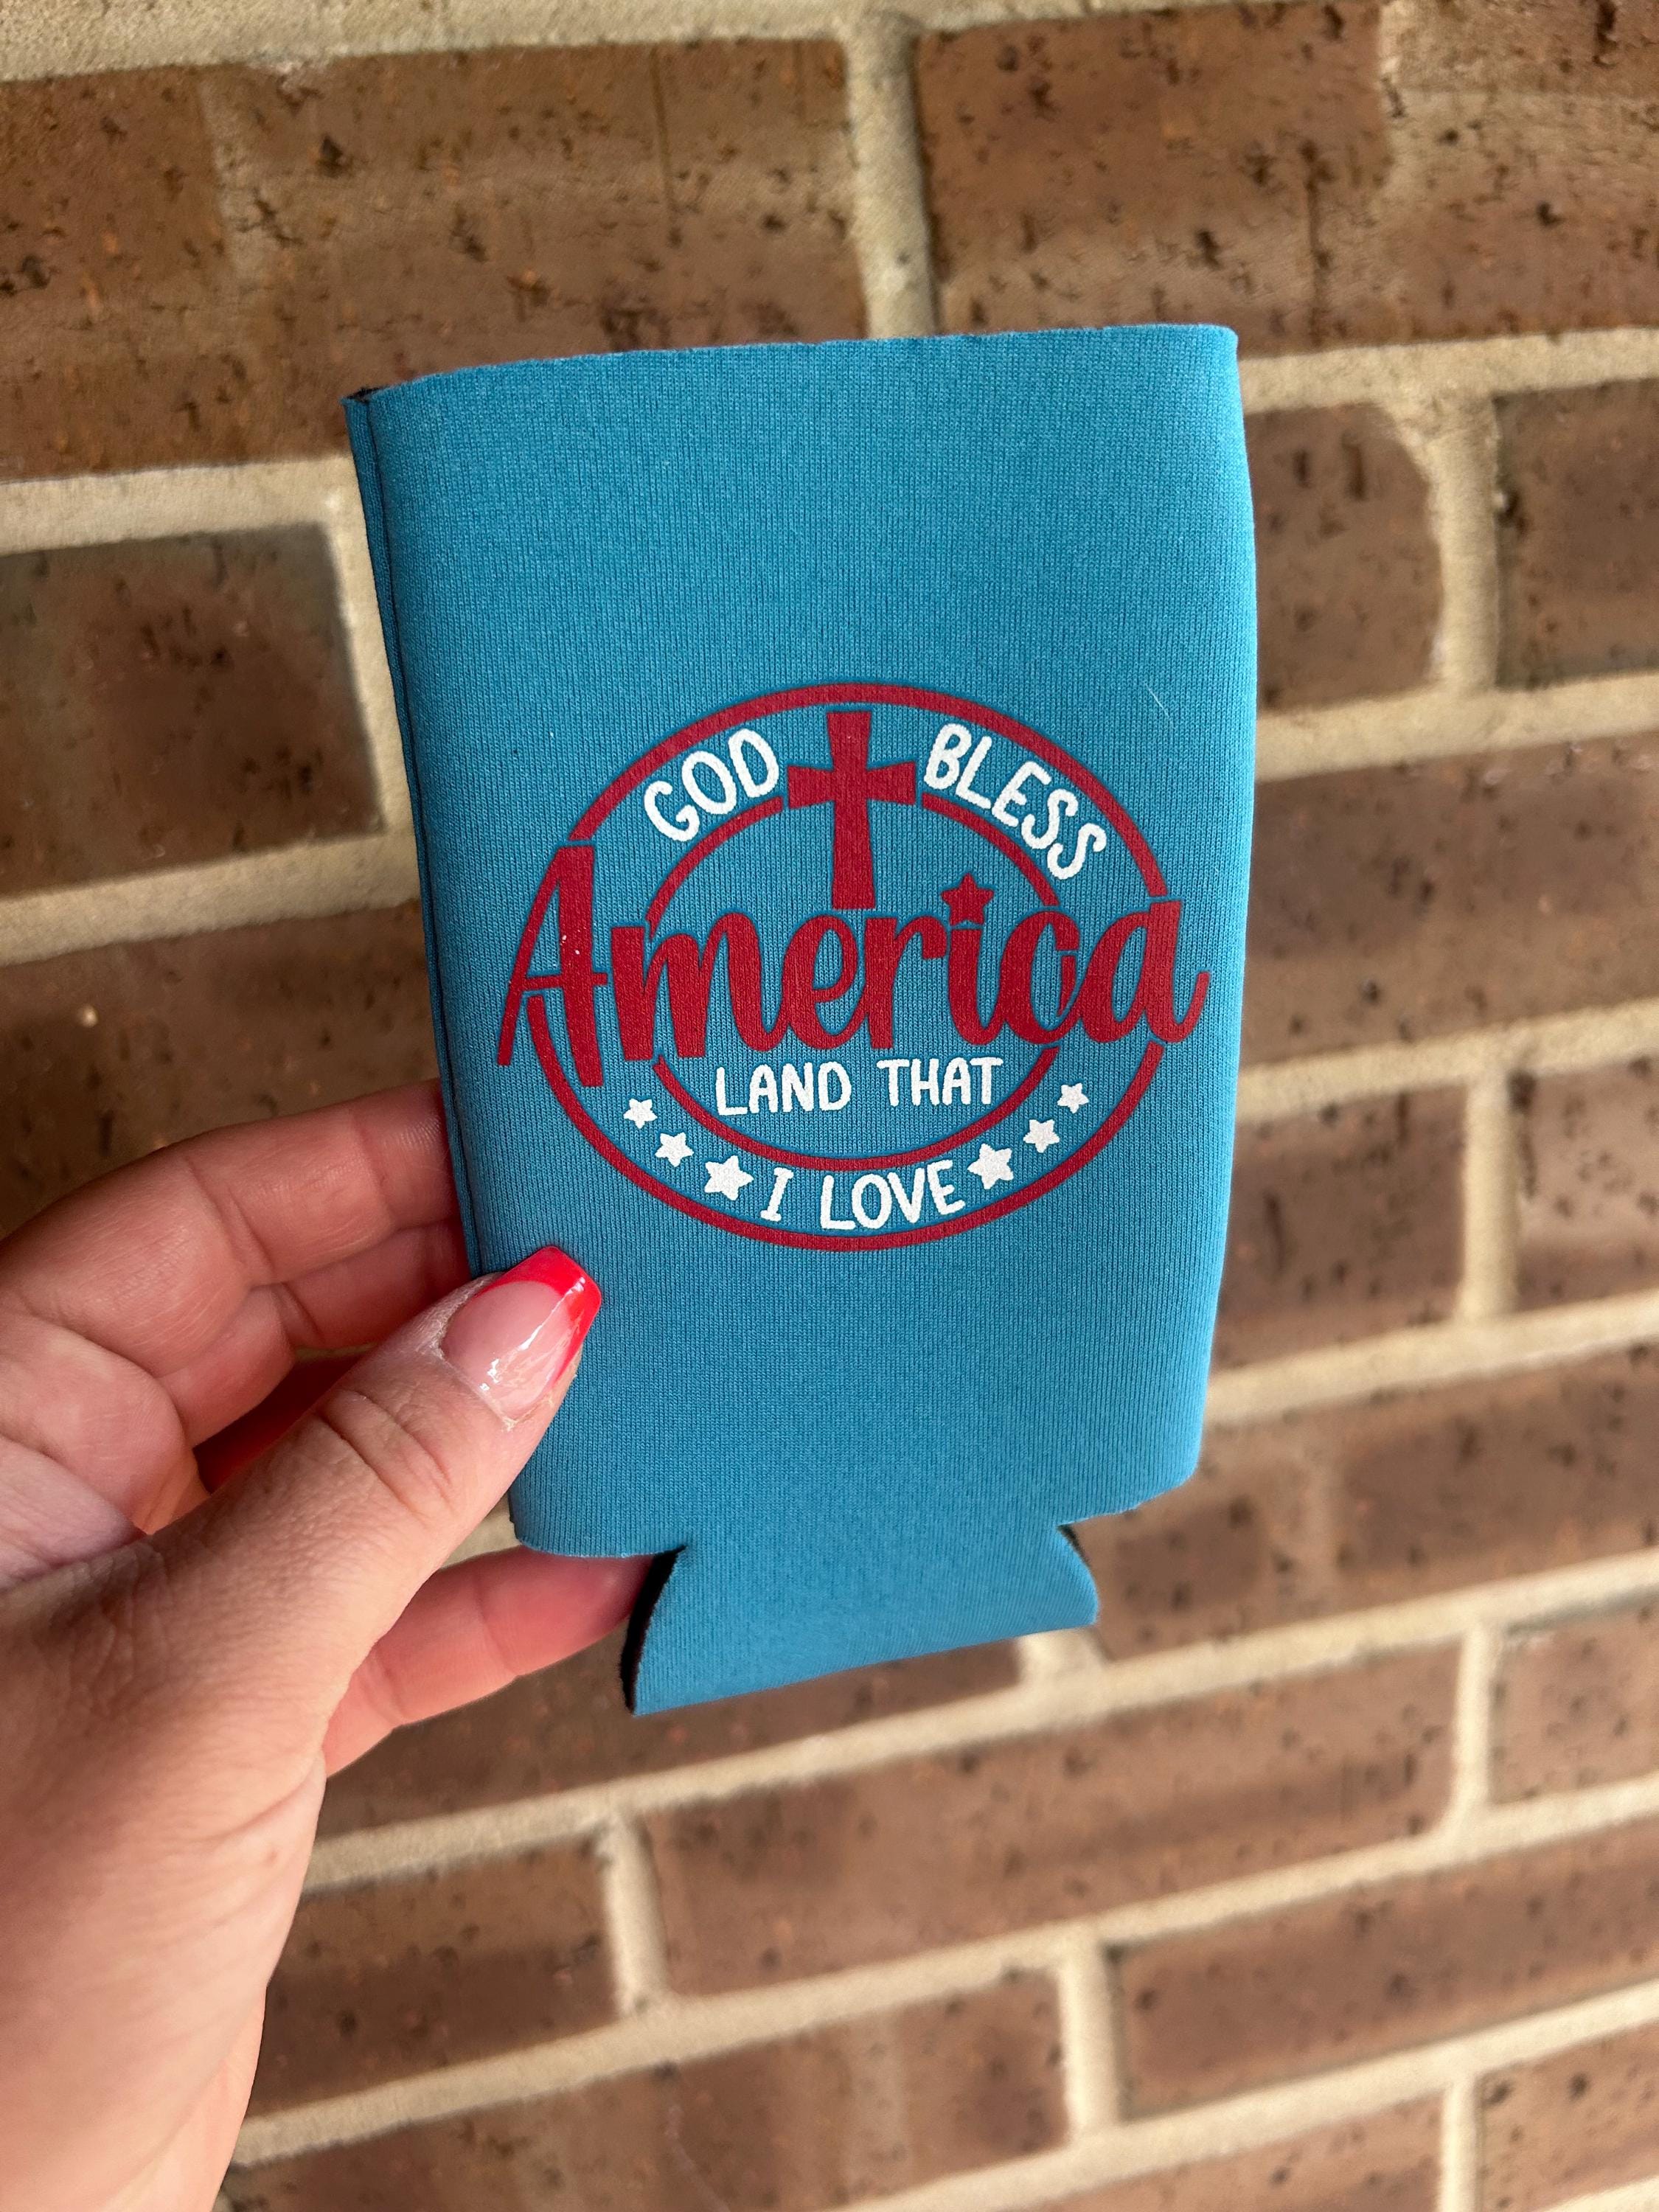 GOD BLESS
America
LAND THAT
I LOVE